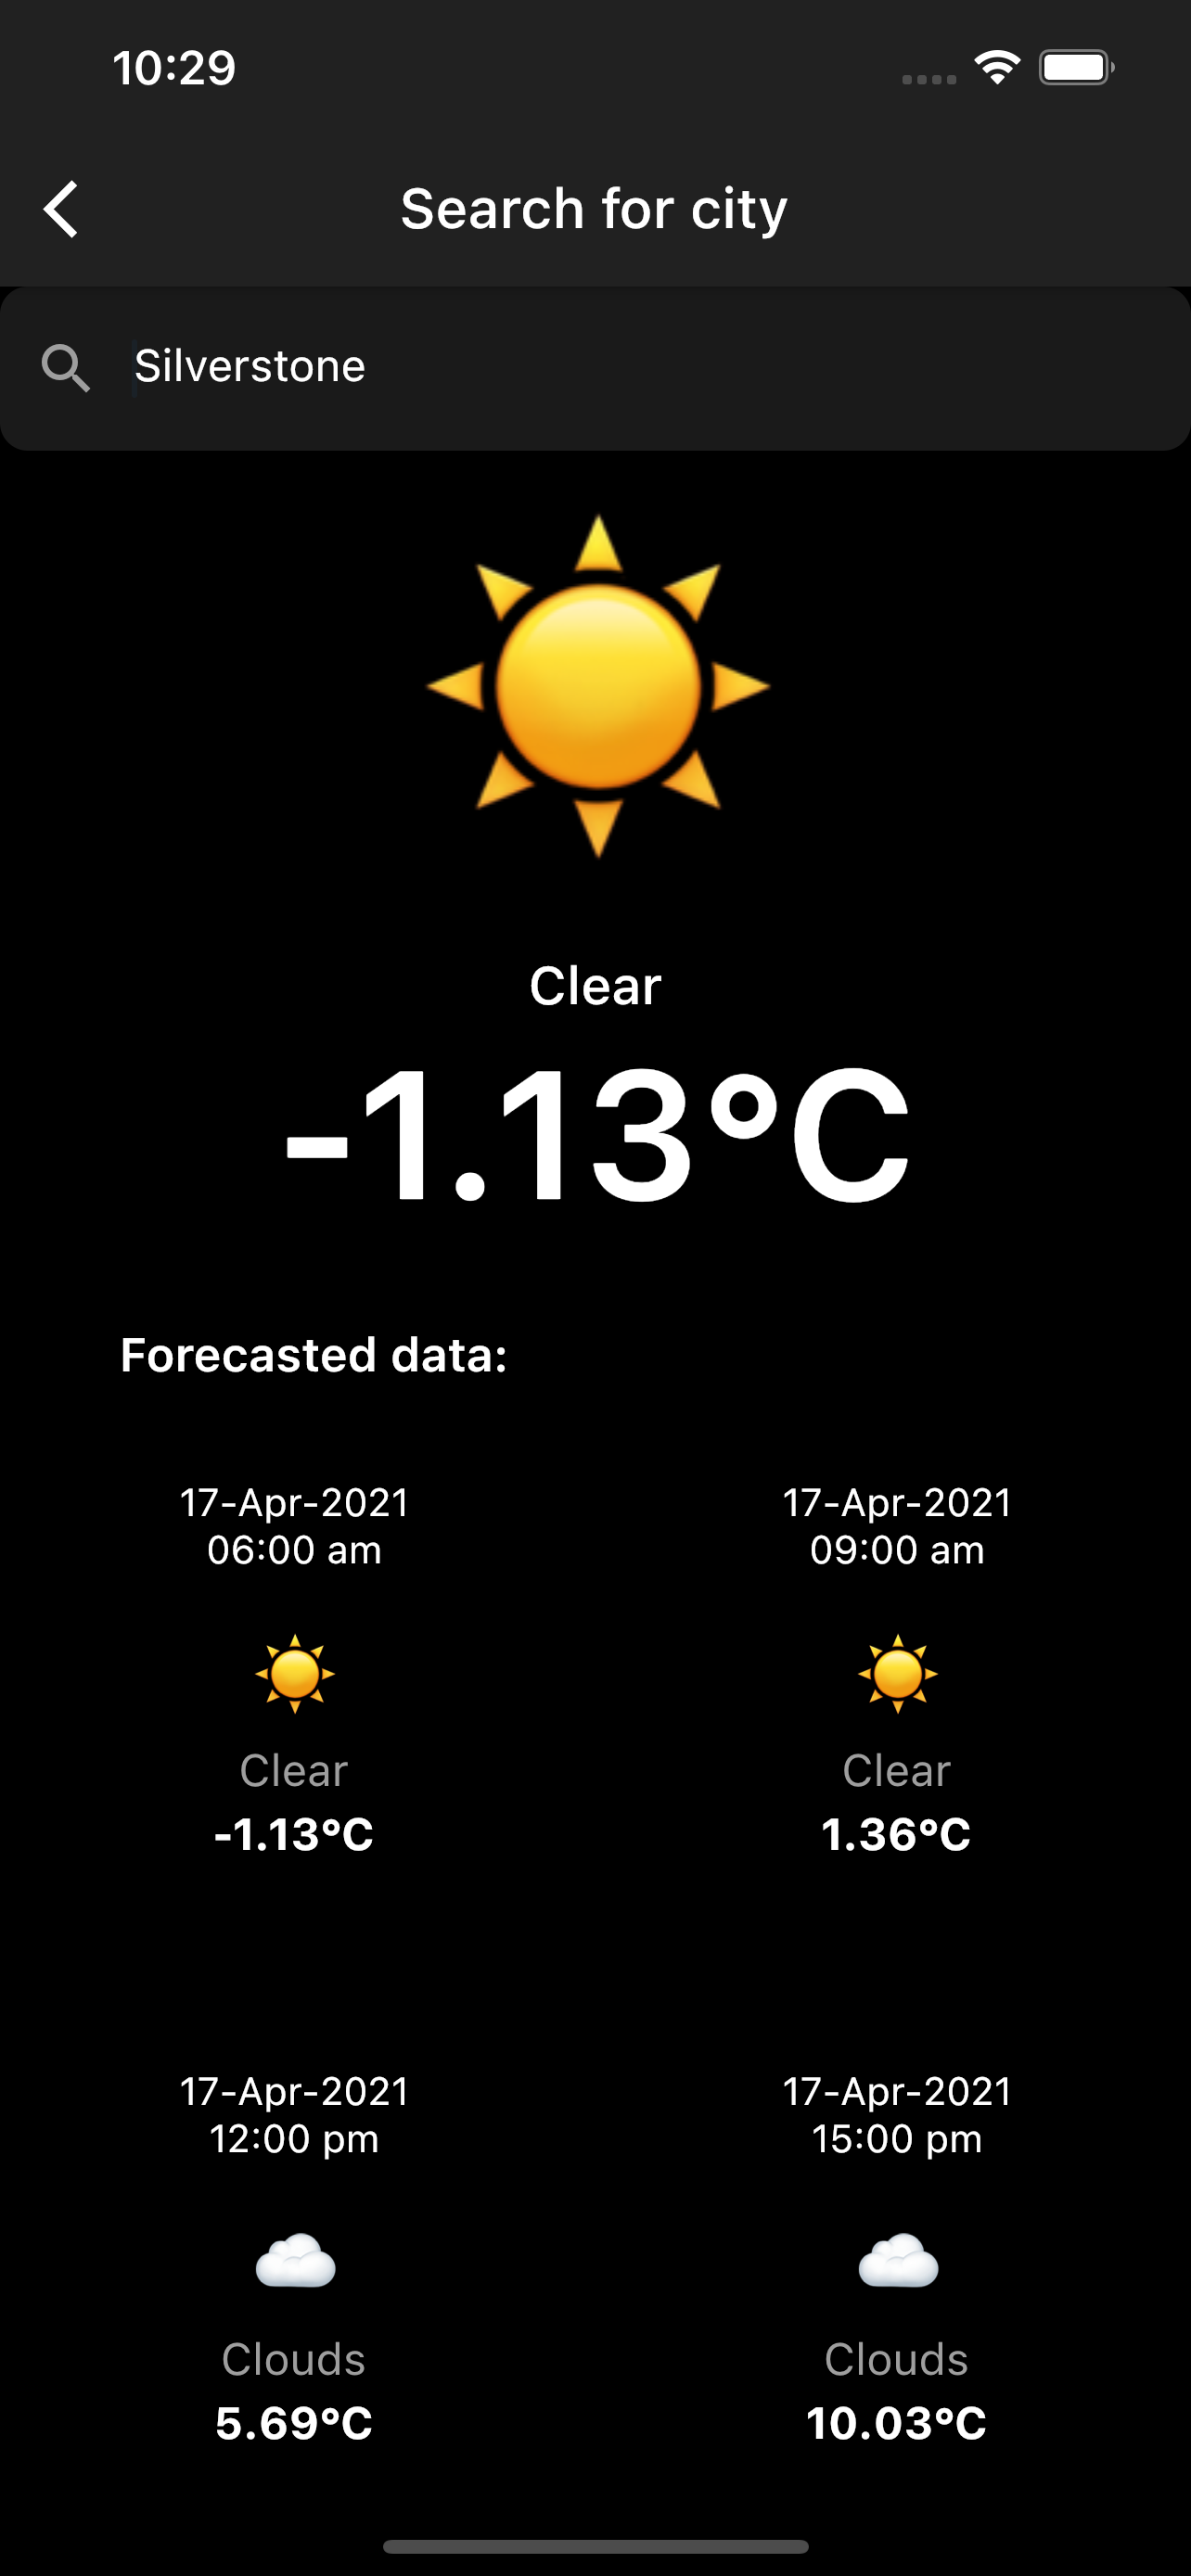 10:29
Search for city
Silverstone
Clear
-1.13°C
Forecasted data:
17-Apr-2021
06:00 am
Clear
-1.13°C
17-Apr-2021
09:00 am
Clear
1.36°C
17-Apr-2021
12:00 pm
Clouds
5.69°C
17-Apr-2021
15:00 pm
Clouds
10.03°C